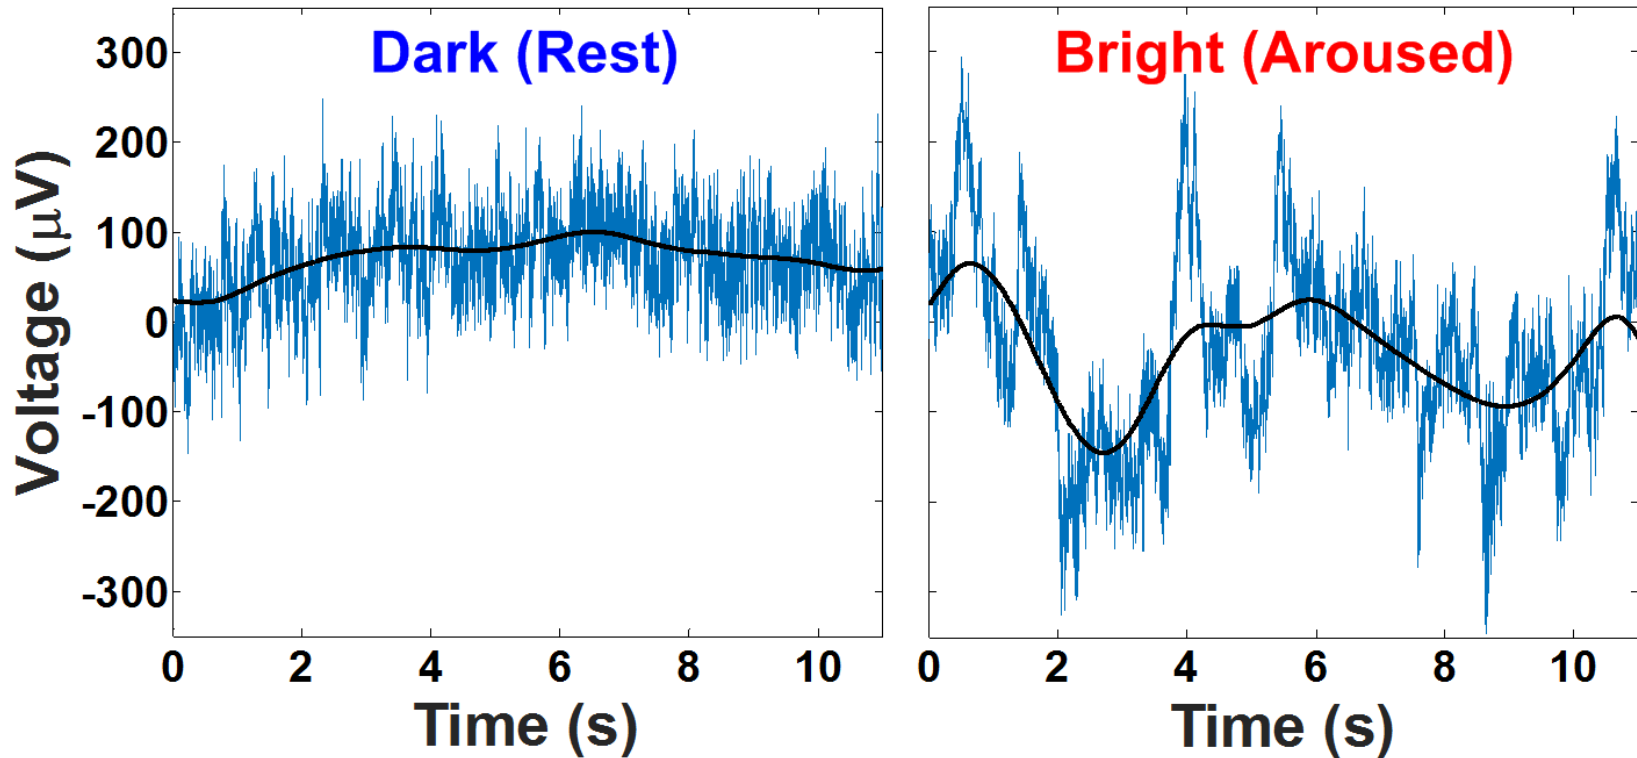 Dark (Rest)
Bright (Aroused)
Voltage (μV)
300
200
100
0
-100
-200
-300
0 2 4 6 8 10
0 2 4 6 8 10
Time (s)
Time (s)